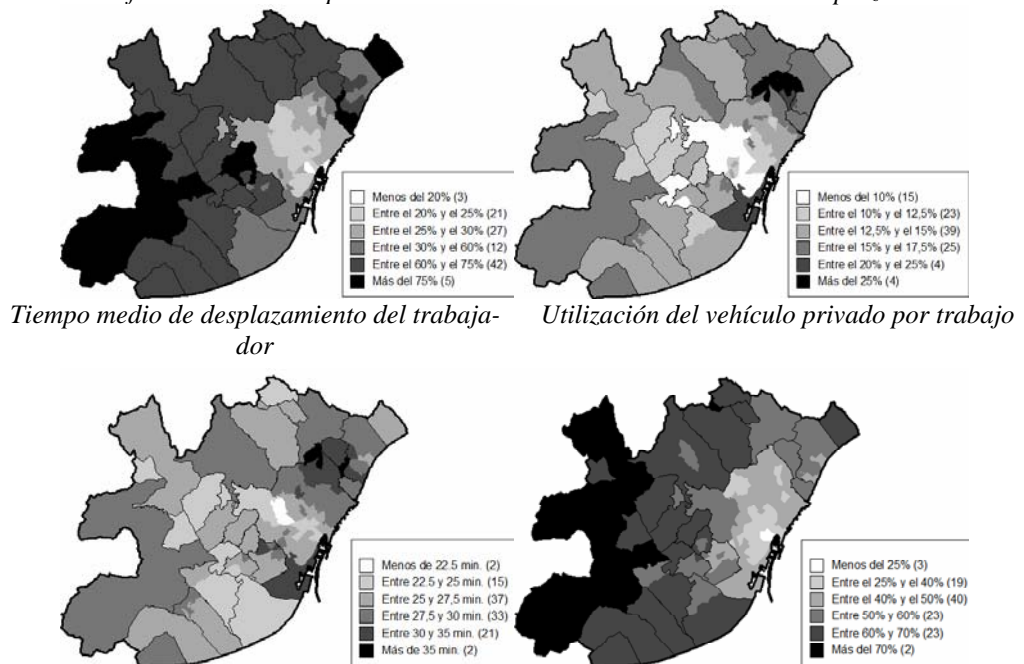 Menos del 20% (3)
Entre el 20% y el 25% (21)
Entre el 25% y el 30% (27)
Entre el 30% y el 60% (12)
Entre el 60% y el 75% (42)
Más del 75% (5)
Menos del 10% (15)
Entre el 10% y el 12,5% (23)
Entre el 12,5% y el 15% (39)
Entre el 15% y el 17,5% (25)
Entre el 20% y el 25% (4)
Más del 25% (4)
Tiempo medio de desplazamiento del trabaja-
dor
Utilización del vehículo privado por trabajo
Menos de 22.5 min. (2)
Entre 22.5 y 25 min. (15)
Entre 25 y 27,5 min. (37)
Entre 27,5 y 30 min. (33)
Entre 30 y 35 min. (21)
Más de 35 min. (2)
Menos del 25% (3)
Entre el 25% y el 40% (19)
Entre el 40% y el 50% (40)
Entre 50% y 60% (23)
Entre 60% y 70% (23)
Más del 70% (2)